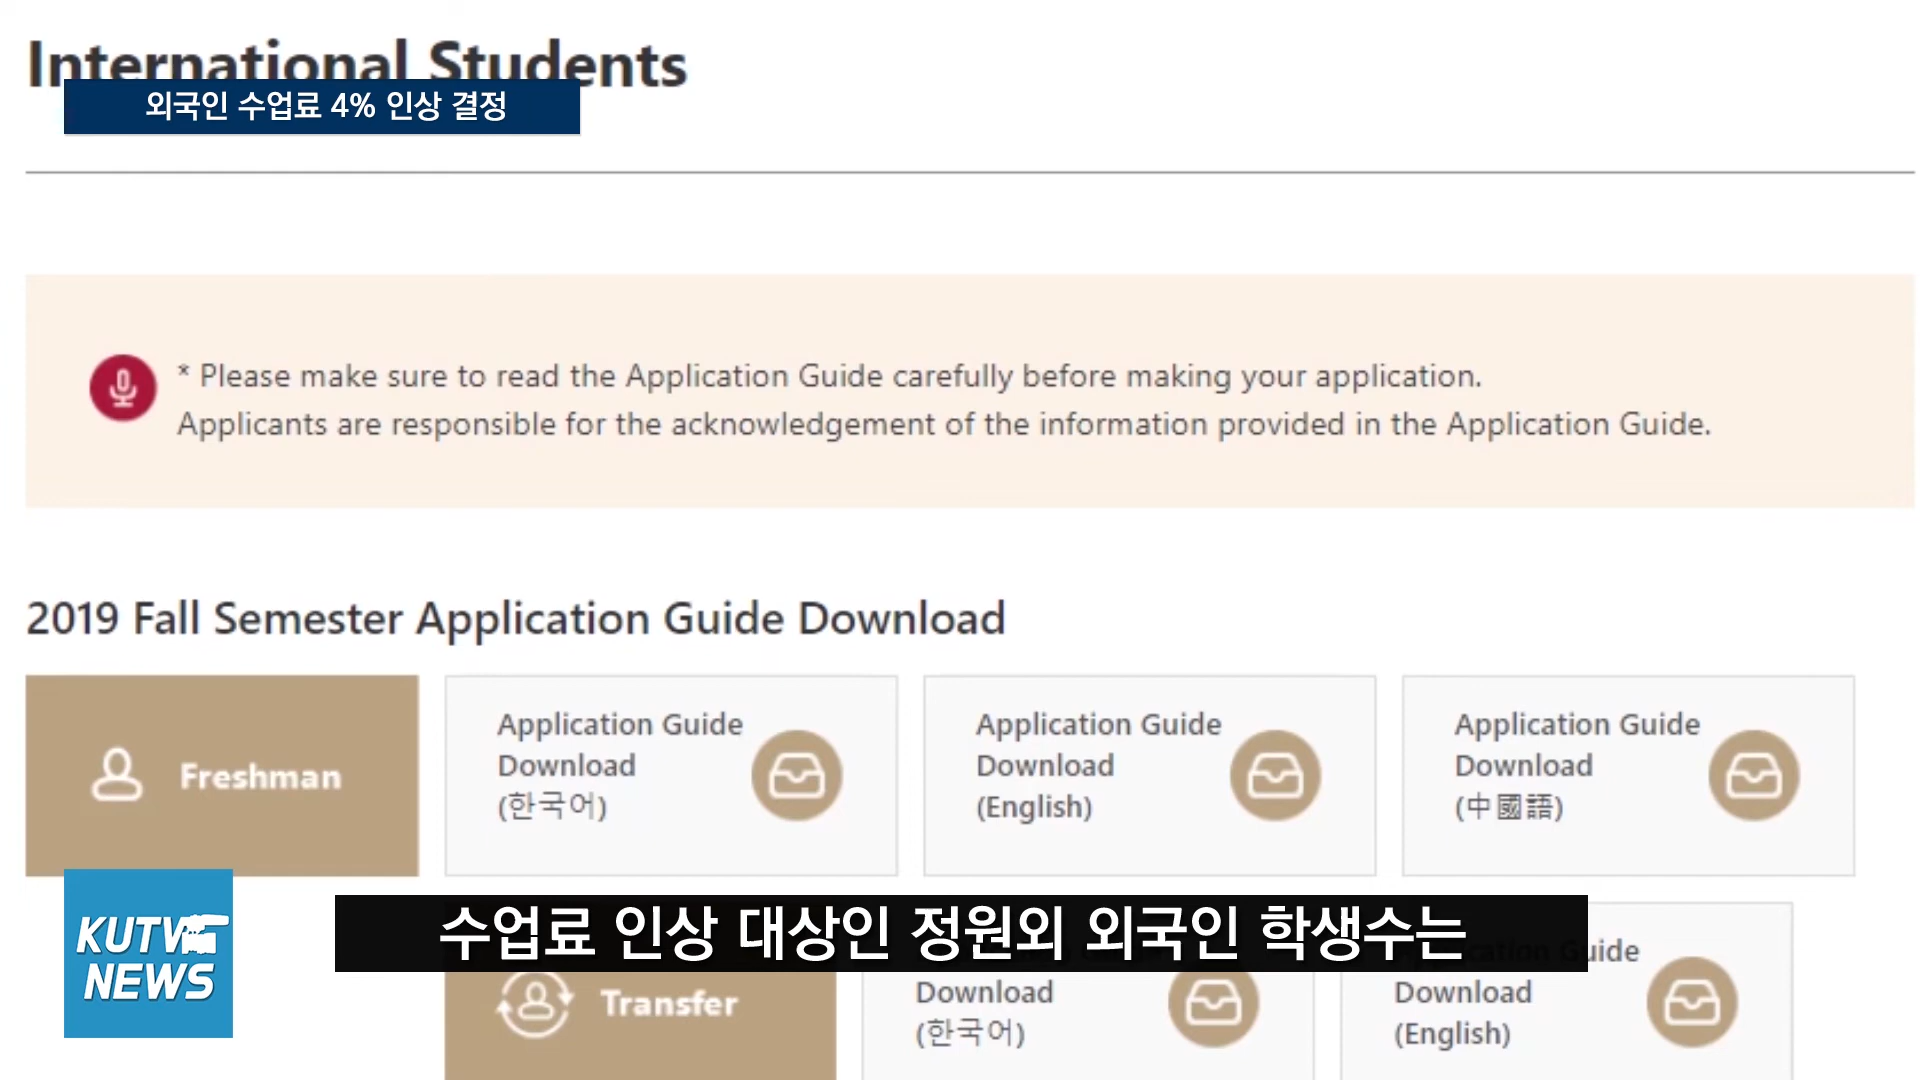 International Students
외국인 수업료 4% 인상 결정
* Please make sure to read the Application Guide carefully before making your application.
Applicants are responsible for the acknowledgement of the information provided in the Application Guide.
2019 Fall Semester Application Guide Download
Freshman
Application Guide
Download
(한국어)
Application Guide
Download
(English)
Application Guide
Download
(中國語)
수업료 인상 대상인 정원외 외국인 학생수는
KUTV
NEWS
Transfer
Download
(한국어)
Application Guide
Download
(English)